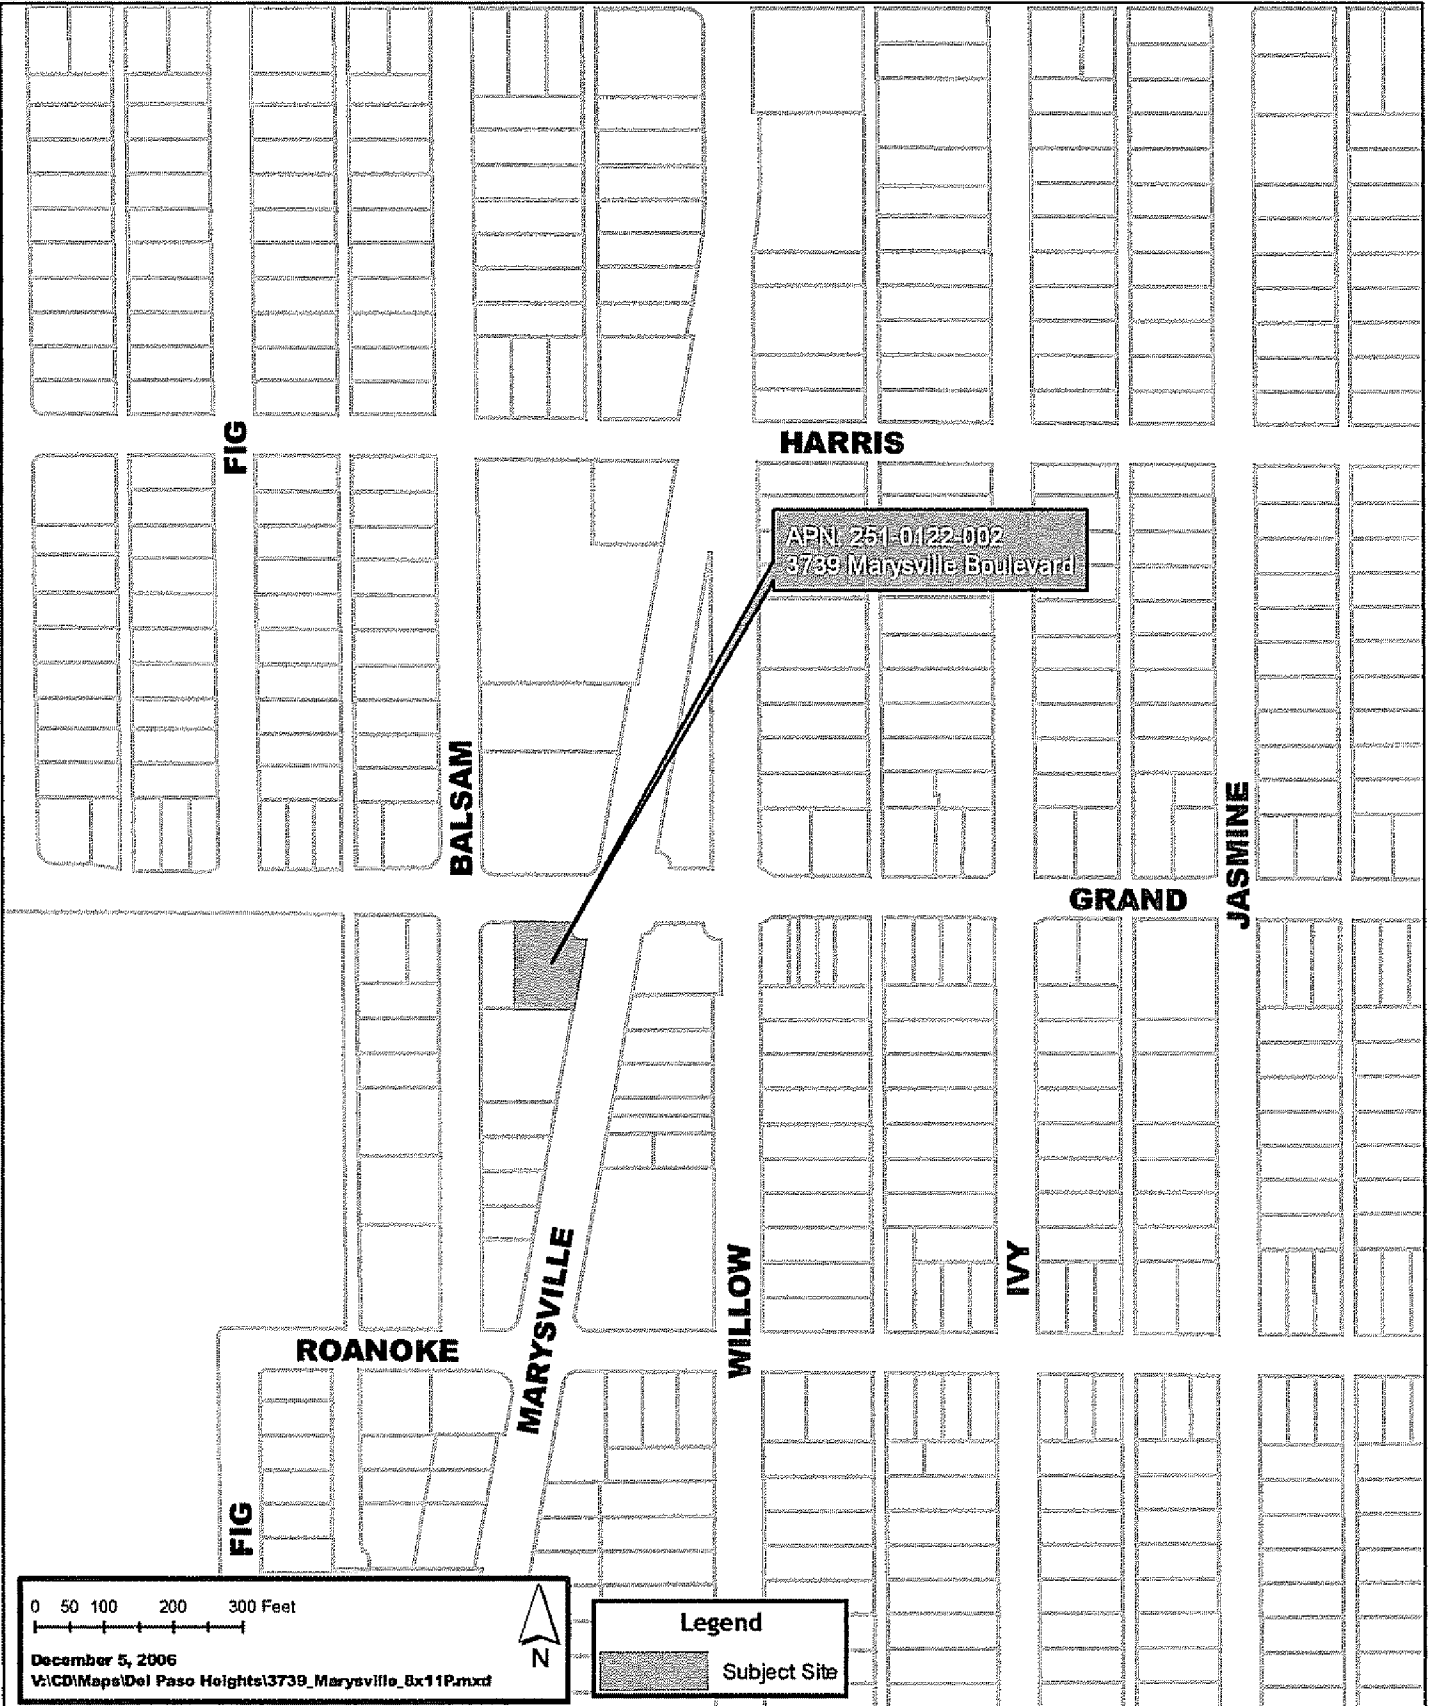 FIG
HARRIS
APN: 251-0122-002
3739 Marysville Boulevard
BALSAM
JASMINE
GRAND
MARYSVILLE
WILLOW
IVY
ROANOKE
FIG
0 50 100 200 300 Feet
N
December 5, 2006
V:\CD\Maps\Del Paso Heights\3739_Marysville_8x11P.mxd
Legend
Subject Site